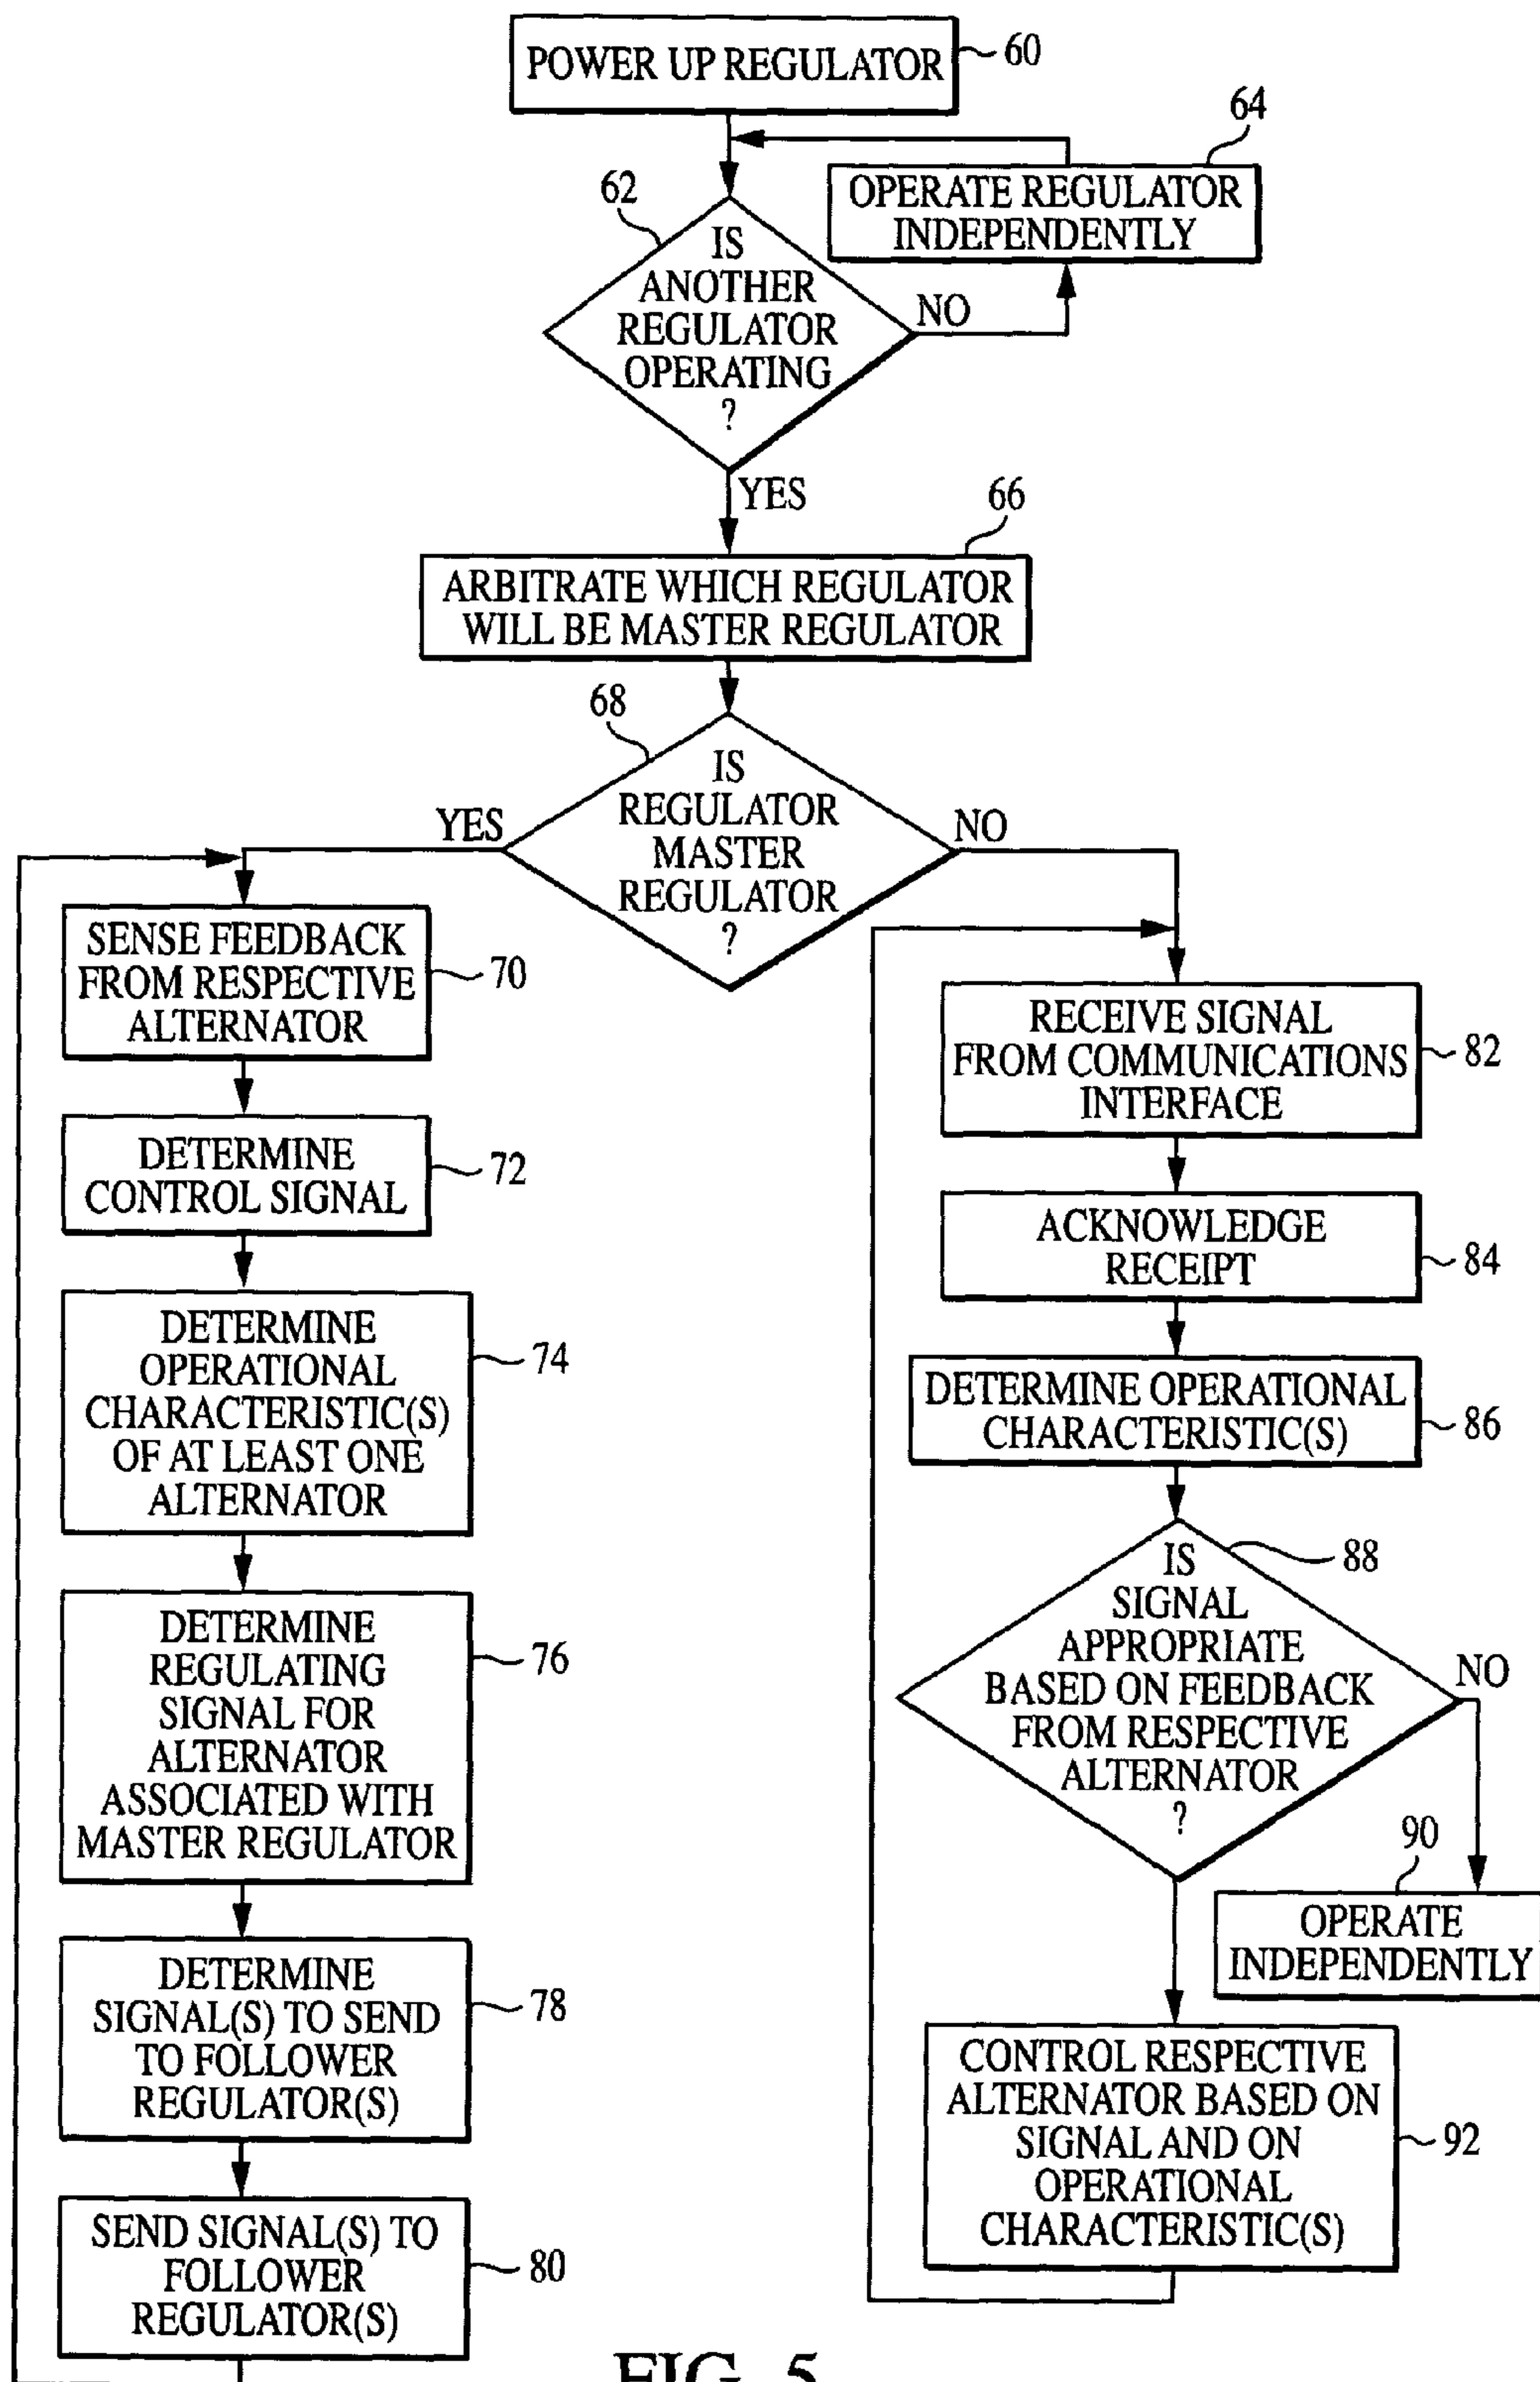 POWER UP REGULATOR
60
64
OPERATE REGULATOR
INDEPENDENTLY
62
IS
ANOTHER
REGULATOR
OPERATING
?
NO
YES
66
ARBITRATE WHICH REGULATOR
WILL BE MASTER REGULATOR
68
IS
REGULATOR
MASTER
REGULATOR
?
YES
NO
SENSE FEEDBACK
FROM RESPECTIVE
ALTERNATOR
70
DETERMINE
CONTROL SIGNAL
72
DETERMINE
OPERATIONAL
CHARACTERISTIC(S)
OF AT LEAST ONE
ALTERNATOR
74
DETERMINE
REGULATING
SIGNAL FOR
ALTERNATOR
ASSOCIATED WITH
MASTER REGULATOR
76
DETERMINE
SIGNAL(S) TO SEND
TO FOLLOWER
REGULATOR(S)
78
SEND SIGNAL(S) TO
FOLLOWER
REGULATOR(S)
80
RECEIVE SIGNAL
FROM COMMUNICATIONS
INTERFACE
82
ACKNOWLEDGE
RECEIPT
84
DETERMINE OPERATIONAL
CHARACTERISTIC(S)
86
IS
SIGNAL
APPROPRIATE
BASED ON FEEDBACK
FROM RESPECTIVE
ALTERNATOR
?
88
NO
90
OPERATE
INDEPENDENTLY
CONTROL RESPECTIVE
ALTERNATOR BASED ON
SIGNAL AND ON
OPERATIONAL
CHARACTERISTIC(S)
92
FIG. 5